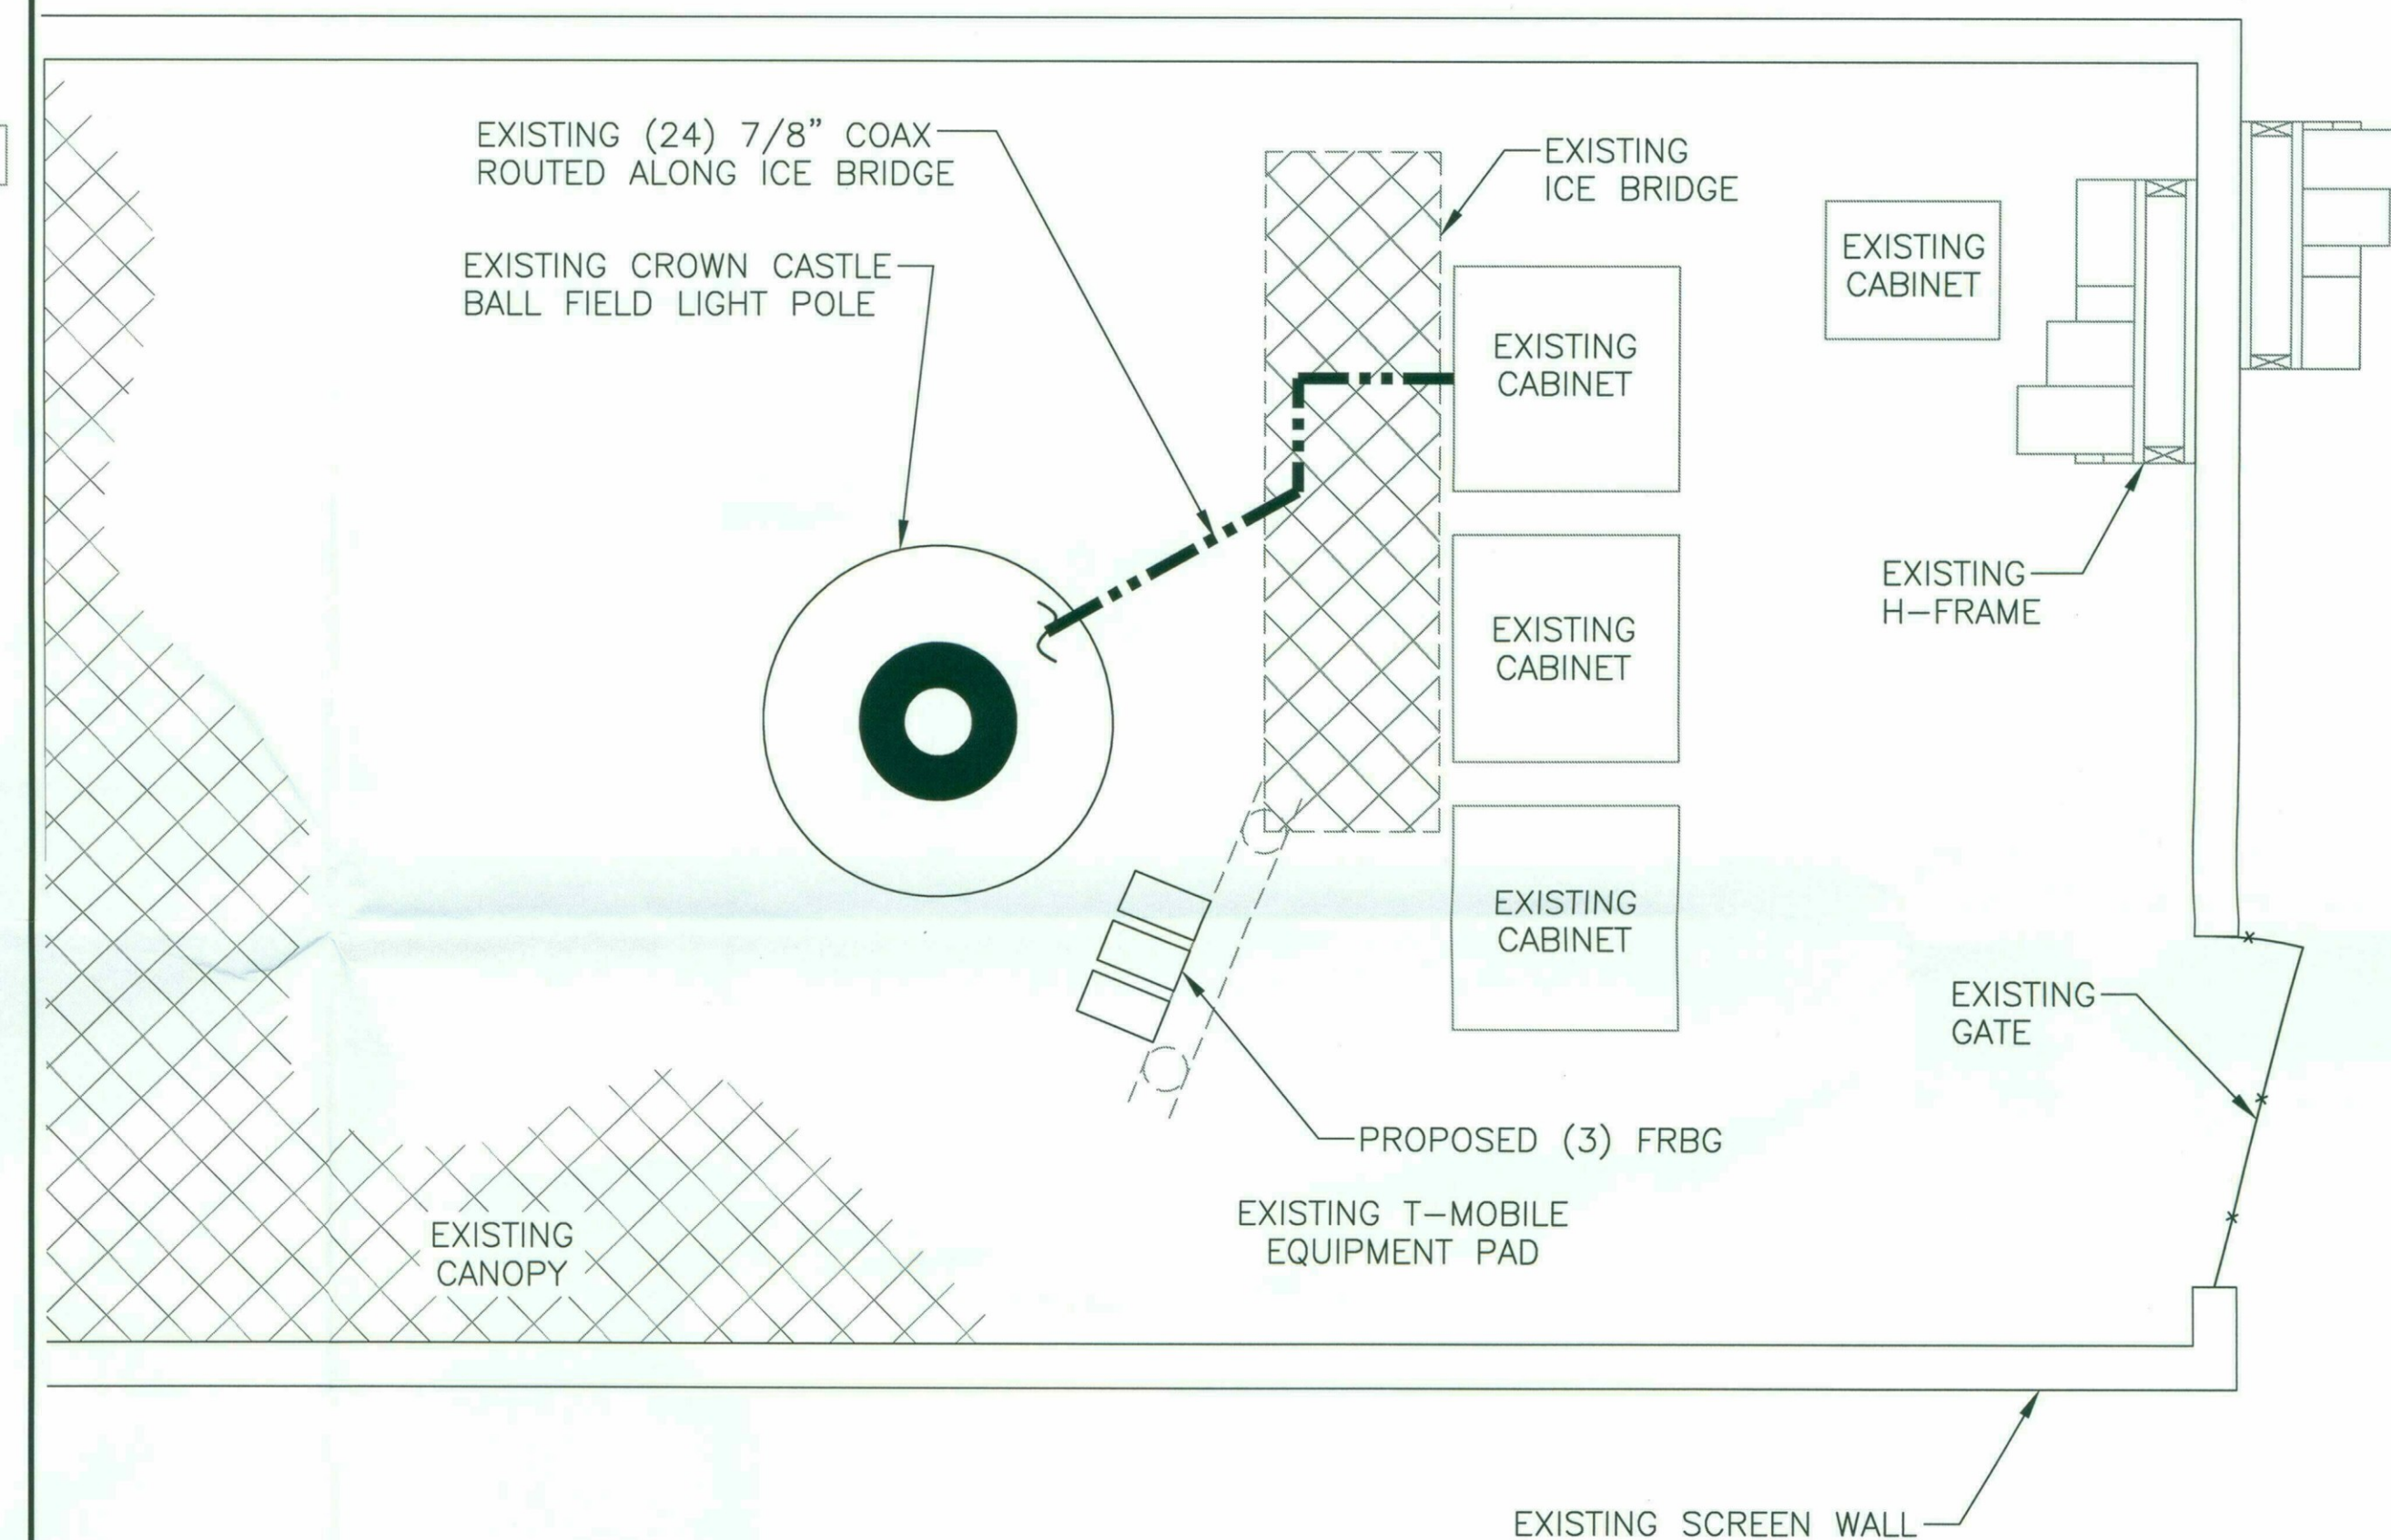 EXISTING (24) 7/8” COAX
ROUTED ALONG ICE BRIDGE
EXISTING
ICE BRIDGE
EXISTING CROWN CASTLE
BALL FIELD LIGHT POLE
EXISTING
CABINET
EXISTING
CABINET
EXISTING
H-FRAME
EXISTING
CABINET
EXISTING
CABINET
EXISTING
GATE
PROPOSED (3) FRBG
EXISTING T-MOBILE
EQUIPMENT PAD
EXISTING
CANOPY
EXISTING SCREEN WALL